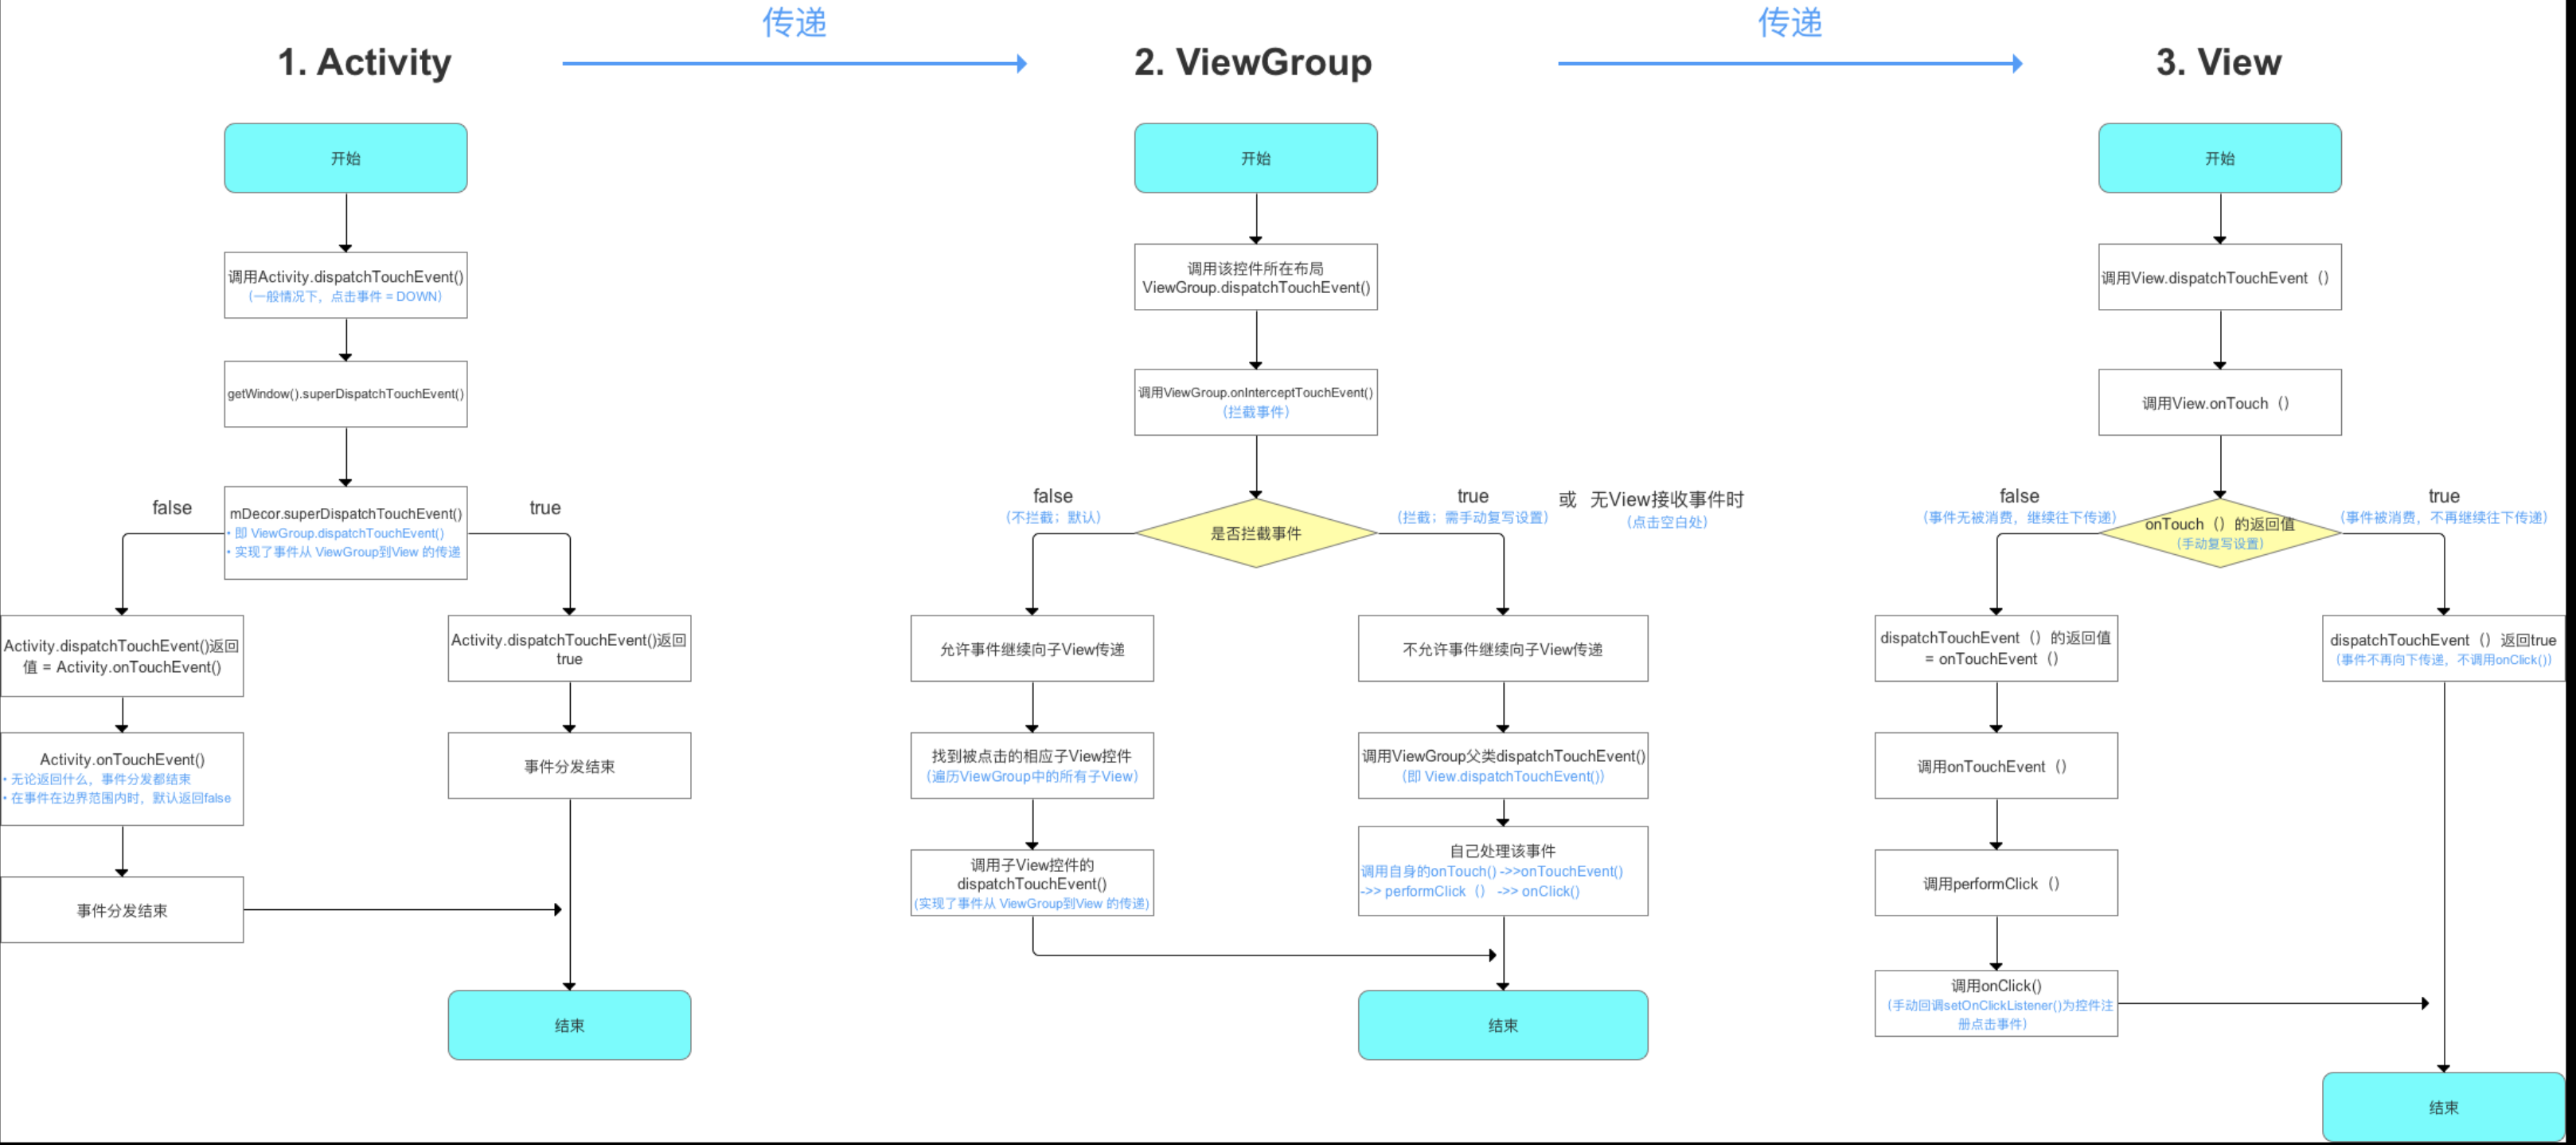 传递
传递
1. Activity
2. ViewGroup
3. View
开始
调用Activity.dispatchTouchEvent()
（一般情况下，点击事件 = DOWN）
getWindow().superDispatchTouchEvent()
false
true
mDecor.superDispatchTouchEvent()
• 即 ViewGroup.dispatchTouchEvent()
• 实现了事件从 ViewGroup到View 的传递
Activity.dispatchTouchEvent()返回
值 = Activity.onTouchEvent()
Activity.onTouchEvent()
• 无论返回什么，事件分发都结束
• 在事件在边界范围内时，默认返回false
事件分发结束
Activity.dispatchTouchEvent()返回
true
事件分发结束
结束
开始
调用该控件所在布局
ViewGroup.dispatchTouchEvent()
调用ViewGroup.onInterceptTouchEvent()
（拦截事件）
false
（不拦截；默认）
是否拦截事件
true
（拦截；需手动复写设置）
或 无View接收事件时
（点击空白处）
允许事件继续向子View传递
找到被点击的相应子View控件
（遍历ViewGroup中的所有子View）
调用子View控件的
dispatchTouchEvent()
(实现了事件从 ViewGroup到View 的传递)
不允许事件继续向子View传递
调用ViewGroup父类dispatchTouchEvent()
（即 View.dispatchTouchEvent()）
自己处理该事件
调用自身的onTouch() ->>onTouchEvent()
->> performClick（） ->> onClick()
结束
开始
调用View.dispatchTouchEvent（）
调用View.onTouch（）
false
（事件无被消费，继续往下传递）
onTouch（）的返回值
（手动复写设置）
true
（事件被消费，不再继续往下传递）
dispatchTouchEvent（）的返回值
= onTouchEvent（）
调用onTouchEvent（）
调用performClick（）
调用onClick()
（手动回调setOnClickListener()为控件注
册点击事件）
dispatchTouchEvent（）返回true
（事件不再向下传递，不调用onClick()）
结束